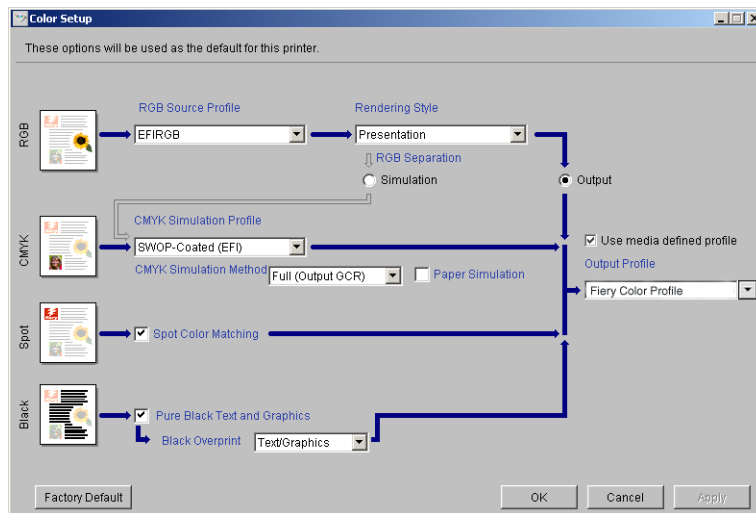 Color Setup
These options will be used as the default for this printer.
RGB Source Profile
Rendering Style
RGB
EFIRGB
Presentation
RGB Separation
Simulation
Output
CMYK Simulation Profile
CMYK
SWOP-Coated (EFI)
Use media defined profile
CMYK Simulation Method
Full (Output GCR)
Paper Simulation
Output Profile
Fiery Color Profile
Spot
Spot Color Matching
Black
Pure Black Text and Graphics
Black Overprint
Text/Graphics
Factory Default
OK
Cancel
Apply